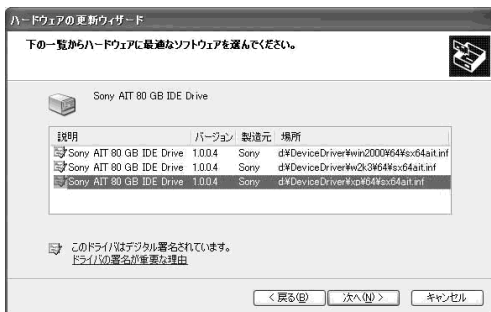 ハードウェアの更新ウィザード
下の一覧からハードウェアに最適なソフトウェアを選んでください。
Sony AIT 80 GB IDE Drive
説明 バージョン 製造元 場所
Sony AIT 80 GB IDE Drive 1.0.0.4 Sony d:¥DeviceDriver¥win2000¥64¥sx64ait.inf
Sony AIT 80 GB IDE Drive 1.0.0.4 Sony d:¥DeviceDriver¥w2k3¥64¥sx64ait.inf
Sony AIT 80 GB IDE Drive 1.0.0.4 Sony d:¥DeviceDriver¥xp¥64¥sx64ait.inf
このドライバはデジタル署名されています。
ドライバの署名が重要な理由
< 戻る(B) 次へ(N) > キャンセル